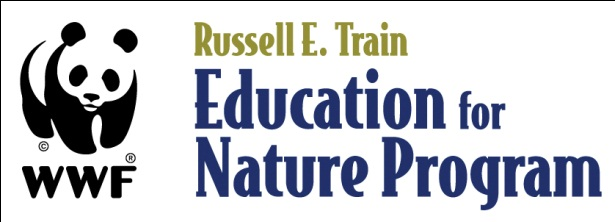 Russell E. Train
Education for
Nature Program
©
®
WWF